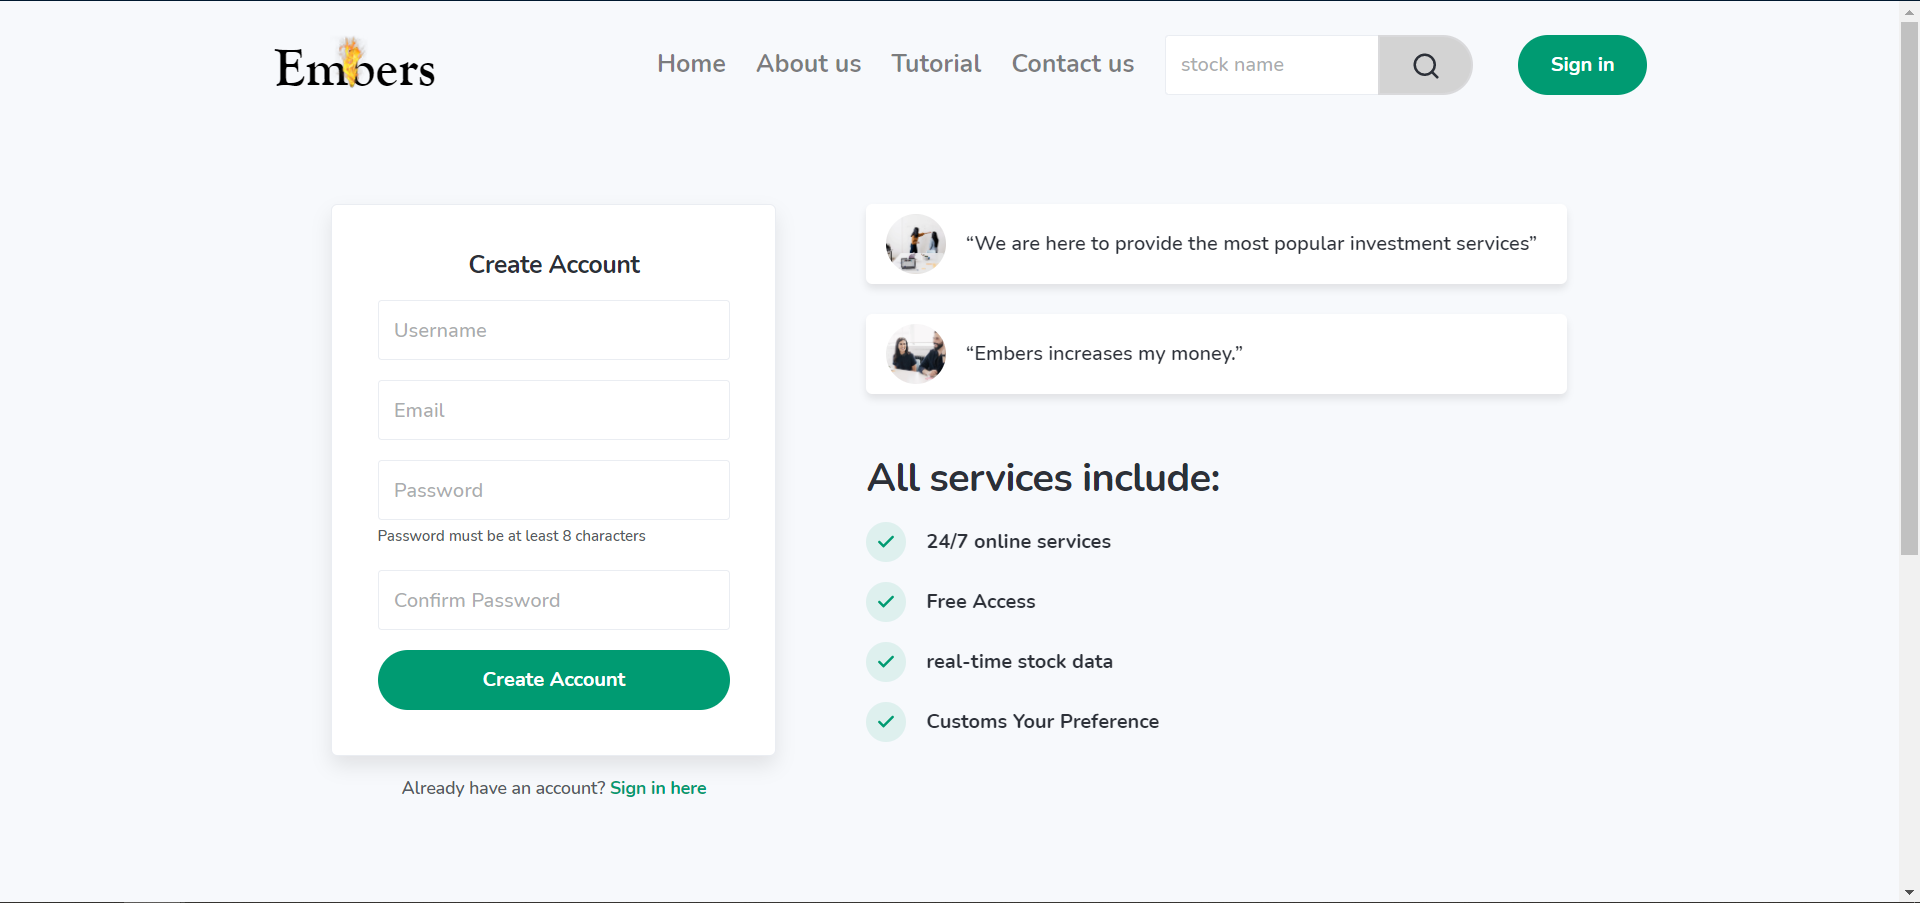 Embers
Home About us Tutorial Contact us stock name Sign in
Create Account
Username
Email
Password
Password must be at least 8 characters
Confirm Password
Create Account
Already have an account? Sign in here
“We are here to provide the most popular investment services”
“Embers increases my money.”
All services include:
24/7 online services
Free Access
real-time stock data
Customs Your Preference